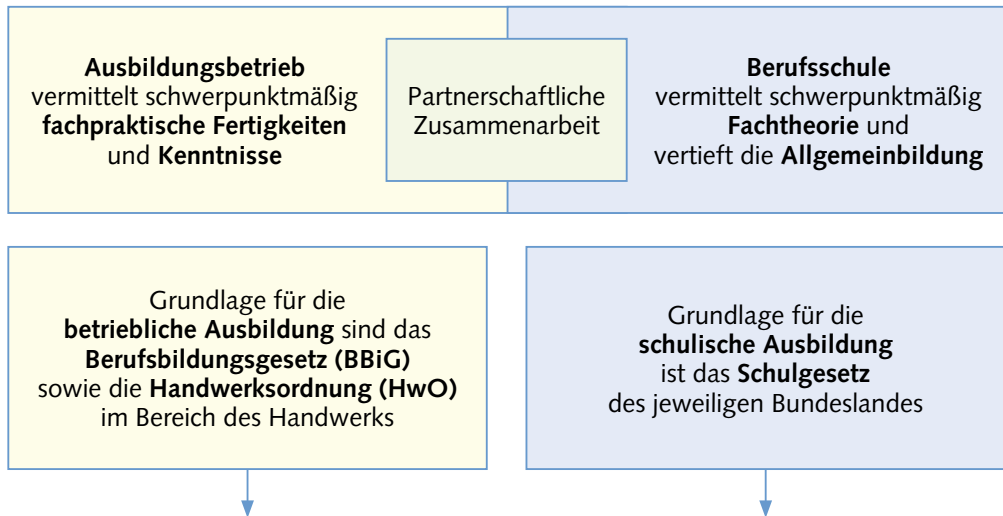 Ausbildungsbetrieb
vermittelt schwerpunktmäßig
fachpraktische Fertigkeiten
und Kenntnisse
Partnerschaftliche
Zusammenarbeit
Berufsschule
vermittelt schwerpunktmäßig
Fachtheorie und
vertieft die Allgemeinbildung
Grundlage für die
betriebliche Ausbildung sind das
Berufsbildungsgesetz (BBiG)
sowie die Handwerksordnung (HwO)
im Bereich des Handwerks
Grundlage für die
schulische Ausbildung
ist das Schulgesetz
des jeweiligen Bundeslandes